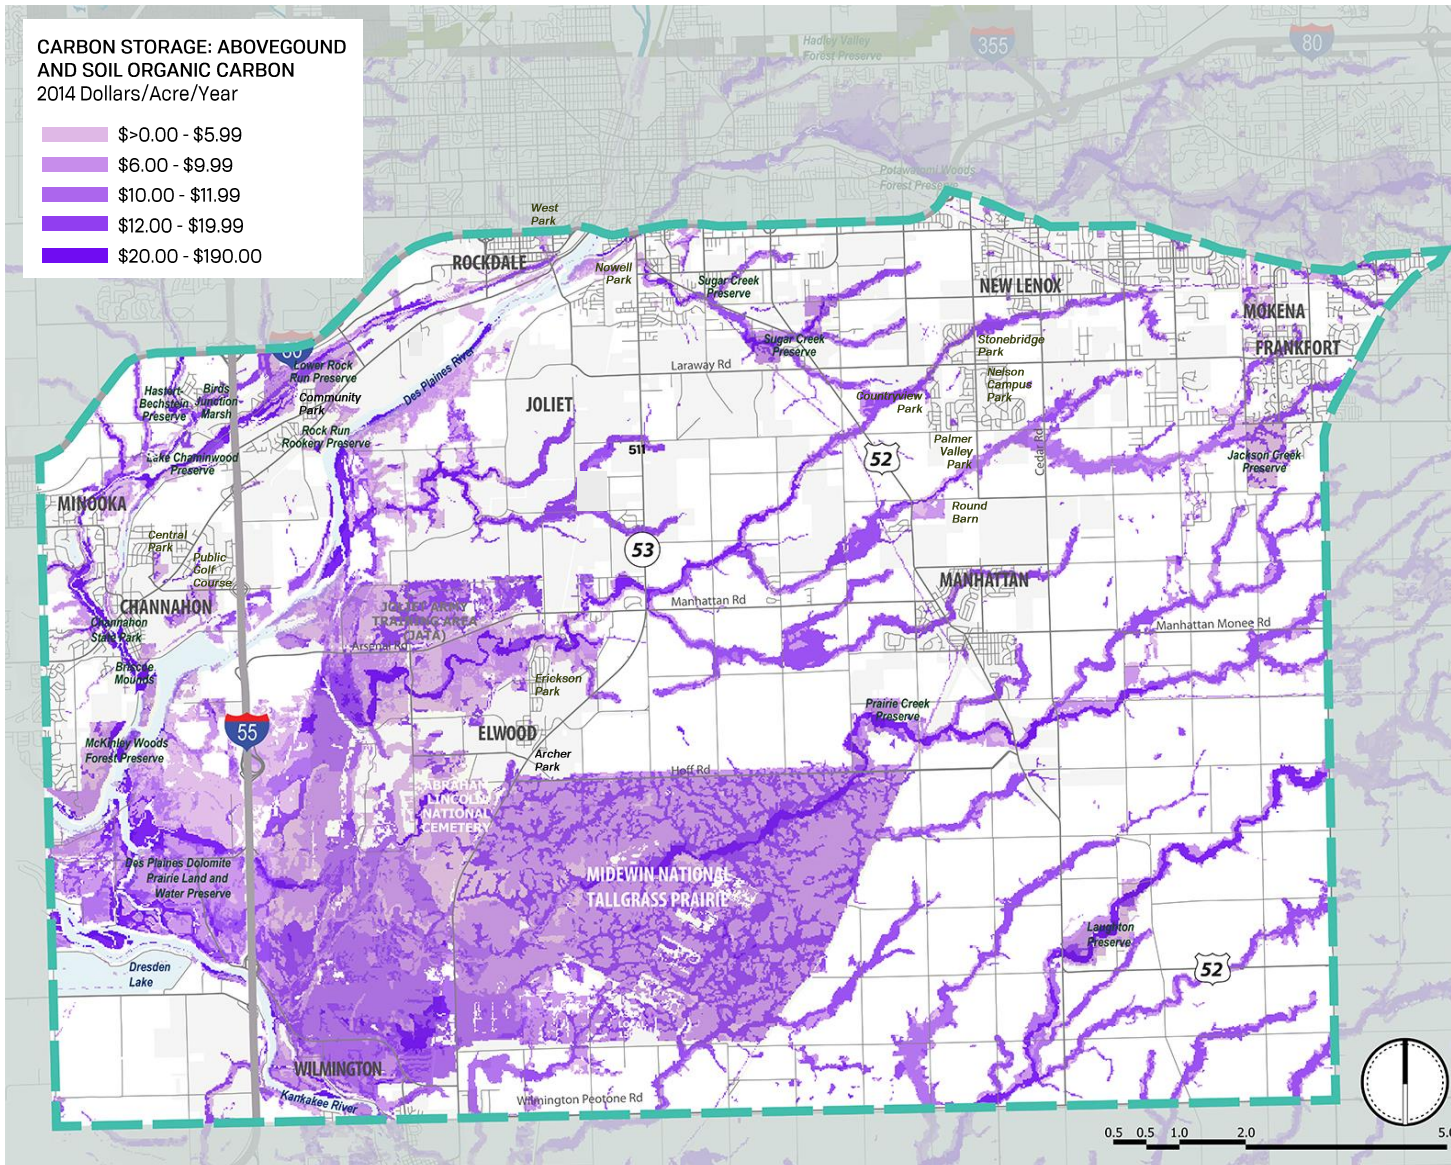 CARBON STORAGE: ABOVEGOUND
AND SOIL ORGANIC CARBON
2014 Dollars/Acre/Year
$>0.00 - $5.99
$6.00 - $9.99
$10.00 - $11.99
$12.00 - $19.99
$20.00 - $190.00
Hadley Valley
Forest Preserve
355
80
Potawatomi Woods
Forest Preserve
West
Park
ROCKDALE
Nowell
Park
Sugar Creek
Preserve
NEW LENOX
MOKENA
FRANKFORT
80
Lower Rock
Run Preserve
Community
Park
Hastert-
Bechstein
Preserve
Birds
Junction
Marsh
Rock Run
Rookery Preserve
Des Plaines River
Laraway Rd
Sugar Creek
Preserve
Stonebridge
Park
Nelson
Campus
Park
Countryview
Park
JOLIET
511
52
Palmer
Valley
Park
Cedar Rd
Jackson Creek
Preserve
Lake Chaminwood
Preserve
MINOOKA
Central
Park
Public
Golf
Course
Round
Barn
53
CHANNAHON
Channahon
State Park
JOLIET ARMY
TRAINING AREA
(JATA)
Arsenal Rd
Manhattan Rd
MANHATTAN
Manhattan Monee Rd
Briscoe
Mounds
Erickson
Park
Prairie Creek
Preserve
55
McKinley Woods
Forest Preserve
ELWOOD
Archer
Park
Hoff Rd
ABRAHAM
LINCOLN
NATIONAL
CEMETERY
Des Plaines Dolomite
Prairie Land and
Water Preserve
MIDEWIN NATIONAL
TALLGRASS PRAIRIE
Laughton
Preserve
52
Dresden
Lake
WILMINGTON
Kankakee River
Wilmington Peotone Rd
0.5 0.5 1.0 2.0 5.0